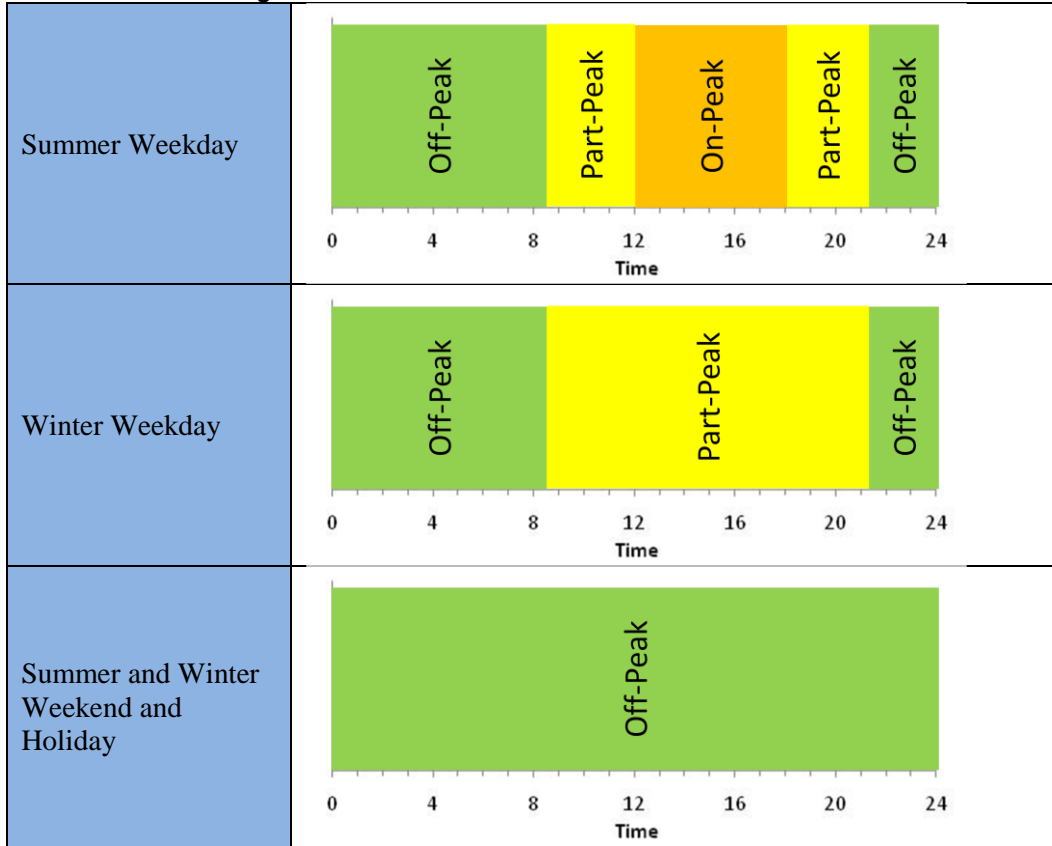 Summer Weekday
Off-Peak
Part-Peak
On-Peak
Part-Peak
Off-Peak
0 4 8 12 16 20 24
Time
Winter Weekday
Off-Peak
Part-Peak
Off-Peak
0 4 8 12 16 20 24
Time
Summer and Winter
Weekend and
Holiday
Off-Peak
0 4 8 12 16 20 24
Time